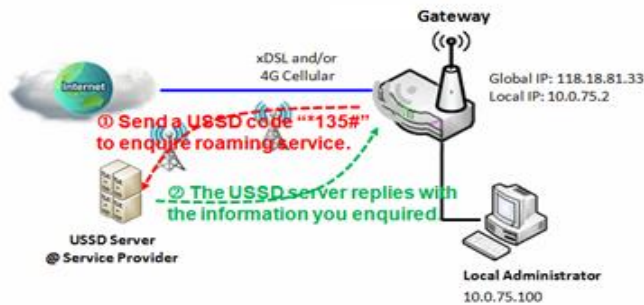 Gateway
xDSL and/or
4G Cellular
Internet
Global IP: 118.18.81.33
Local IP: 10.0.75.2
① Send a USSD code “*135#”
to enquire roaming service.
② The USSD server replies with
the information you enquired.
USSD Server
@ Service Provider
Local Administrator
10.0.75.100